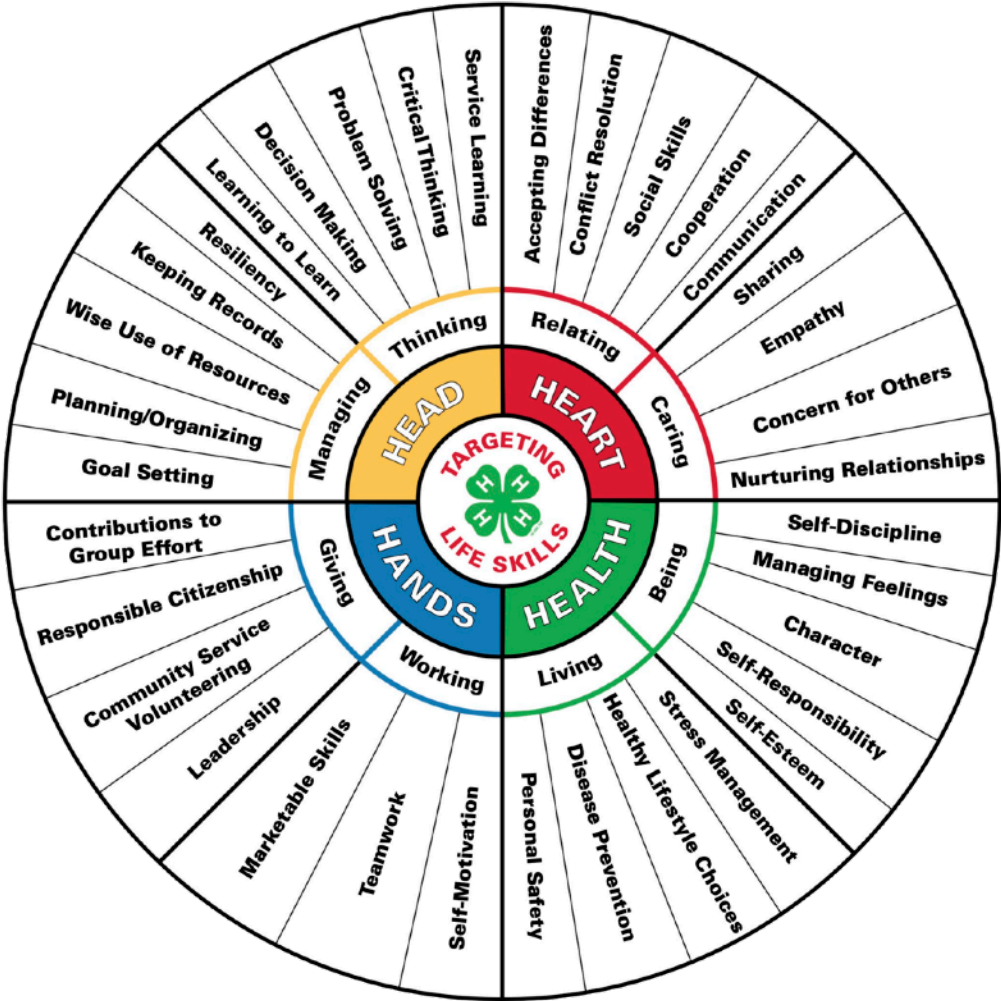 TARGETING
LIFE SKILLS
H
H
H
H
HEAD
HEART
HANDS
HEALTH
Thinking
Learning to Learn
Decision Making
Problem Solving
Critical Thinking
Service Learning
Relating
Accepting Differences
Conflict Resolution
Social Skills
Cooperation
Communication
Caring
Sharing
Empathy
Concern for Others
Nurturing Relationships
Being
Self-Discipline
Managing Feelings
Character
Self-Responsibility
Self-Esteem
Living
Stress Management
Healthy Lifestyle Choices
Disease Prevention
Personal Safety
Working
Self-Motivation
Teamwork
Marketable Skills
Giving
Leadership
Community Service
Volunteering
Responsible Citizenship
Contributions to
Group Effort
Managing
Goal Setting
Planning/Organizing
Wise Use of Resources
Keeping Records
Resiliency